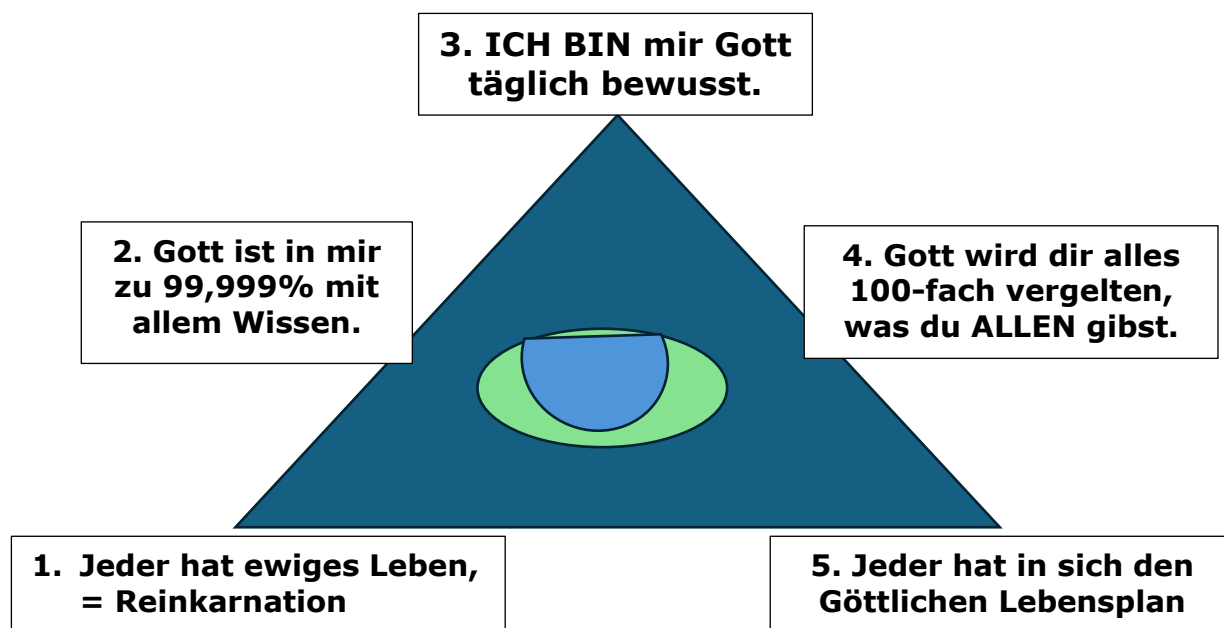 3. ICH BIN mir Gott
täglich bewusst.
2. Gott ist in mir
zu 99,999% mit
allem Wissen.
4. Gott wird dir alles
100-fach vergelten,
was du ALLEN gibst.
1. Jeder hat ewiges Leben,
= Reinkarnation
5. Jeder hat in sich den
Göttlichen Lebensplan